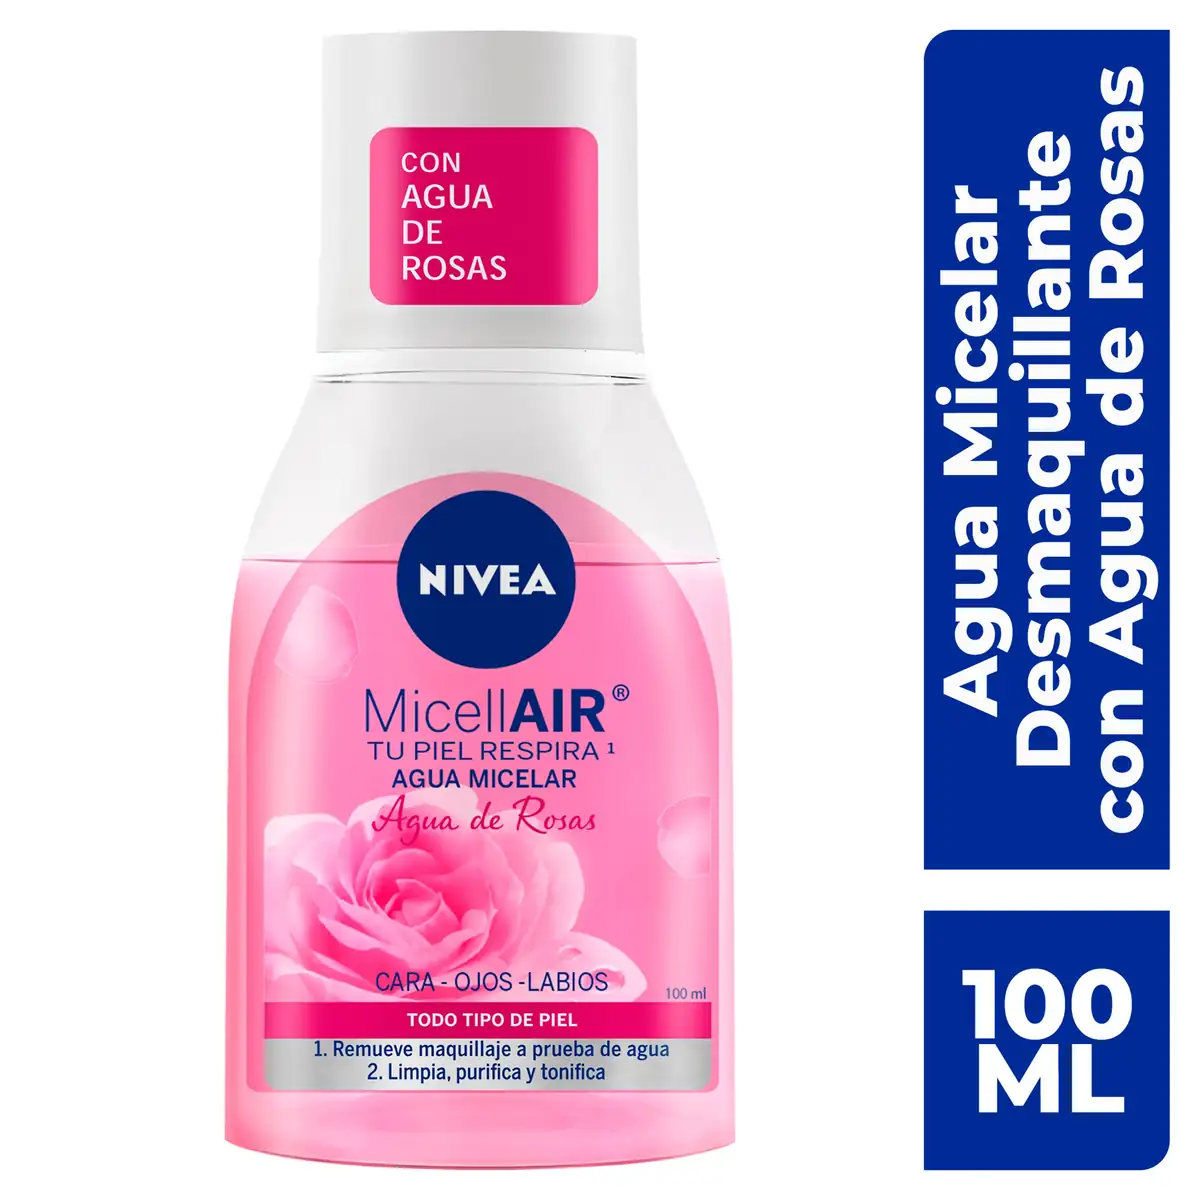 CON
AGUA
DE
ROSAS
NIVEA
MicellAIR®
TU PIEL RESPIRA ¹
AGUA MICELAR
Agua de Rosas
CARA - OJOS -LABIOS
100 ml
TODO TIPO DE PIEL
1. Remueve maquillaje a prueba de agua
2. Limpia, purifica y tonifica
Agua Micelar
Desmaquillante
con Agua de Rosas
100
ML